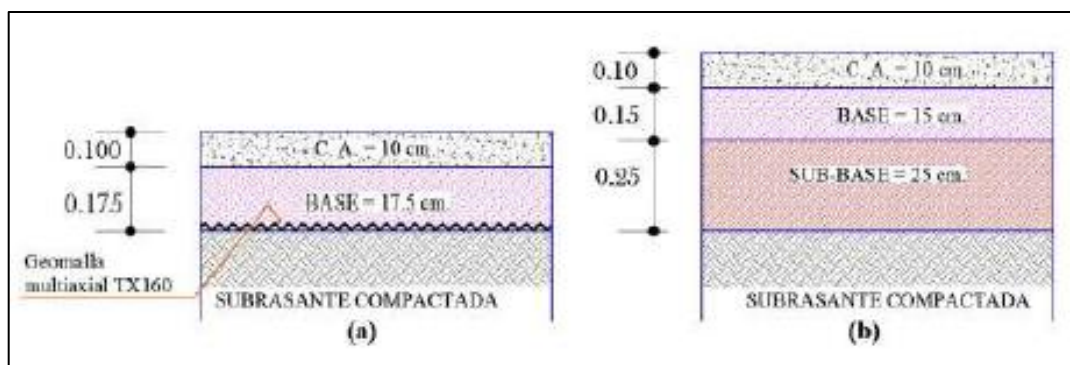 0.100
C. A. = 10 cm.
0.175
BASE = 17.5 cm.
Geomalla
multiaxial TX160
SUBRASANTE COMPACTADA
(a)
0.10
C. A. = 10 cm.
0.15
BASE = 15 cm.
0.25
SUB-BASE = 25 cm.
SUBRASANTE COMPACTADA
(b)